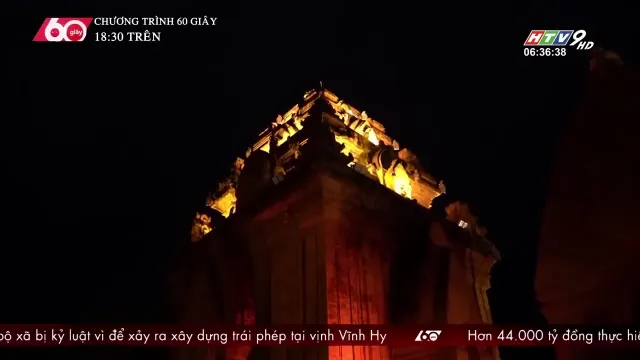 60 giây
CHƯƠNG TRÌNH 60 GIÂY
18:30 TRÊN
HTV9 HD
06:36:38
bộ xã bị kỷ luật vì để xảy ra xây dựng trái phép tại vịnh Vĩnh Hy 60 Hơn 44.000 tỷ đồng thực hiệ